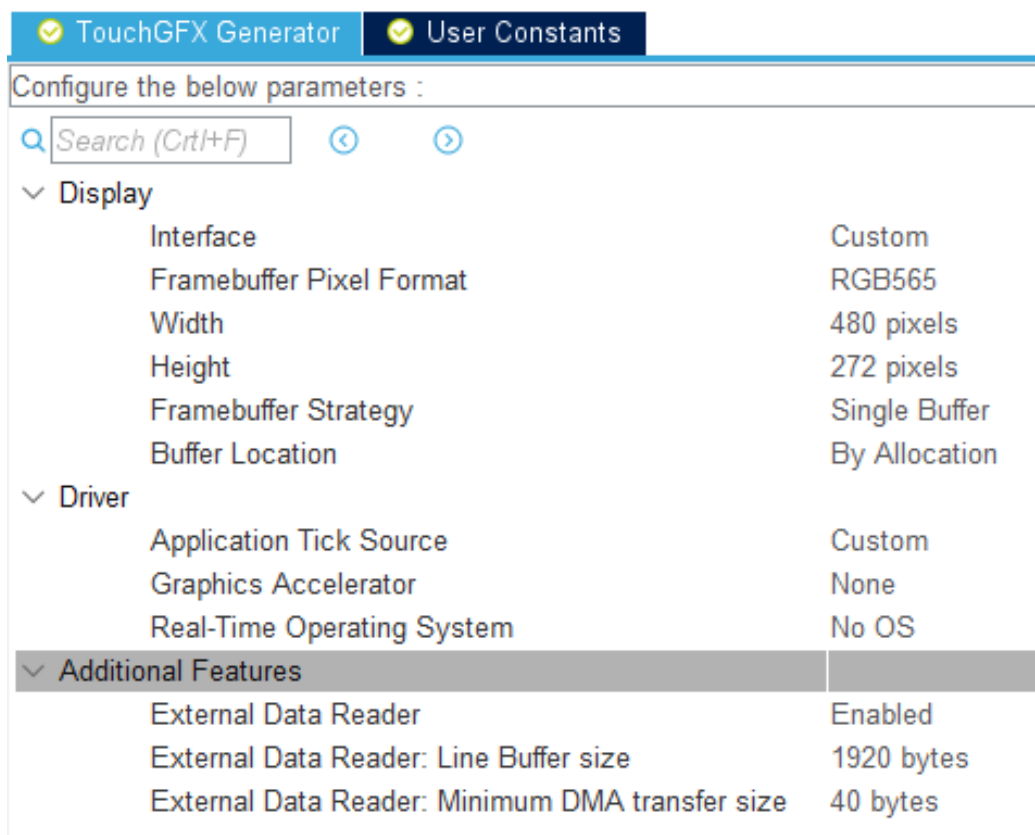 TouchGFX Generator User Constants
Configure the below parameters :
Search (Crtl+F)
Display
Interface Custom
Framebuffer Pixel Format RGB565
Width 480 pixels
Height 272 pixels
Framebuffer Strategy Single Buffer
Buffer Location By Allocation
Driver
Application Tick Source Custom
Graphics Accelerator None
Real-Time Operating System No OS
Additional Features
External Data Reader Enabled
External Data Reader: Line Buffer size 1920 bytes
External Data Reader: Minimum DMA transfer size 40 bytes